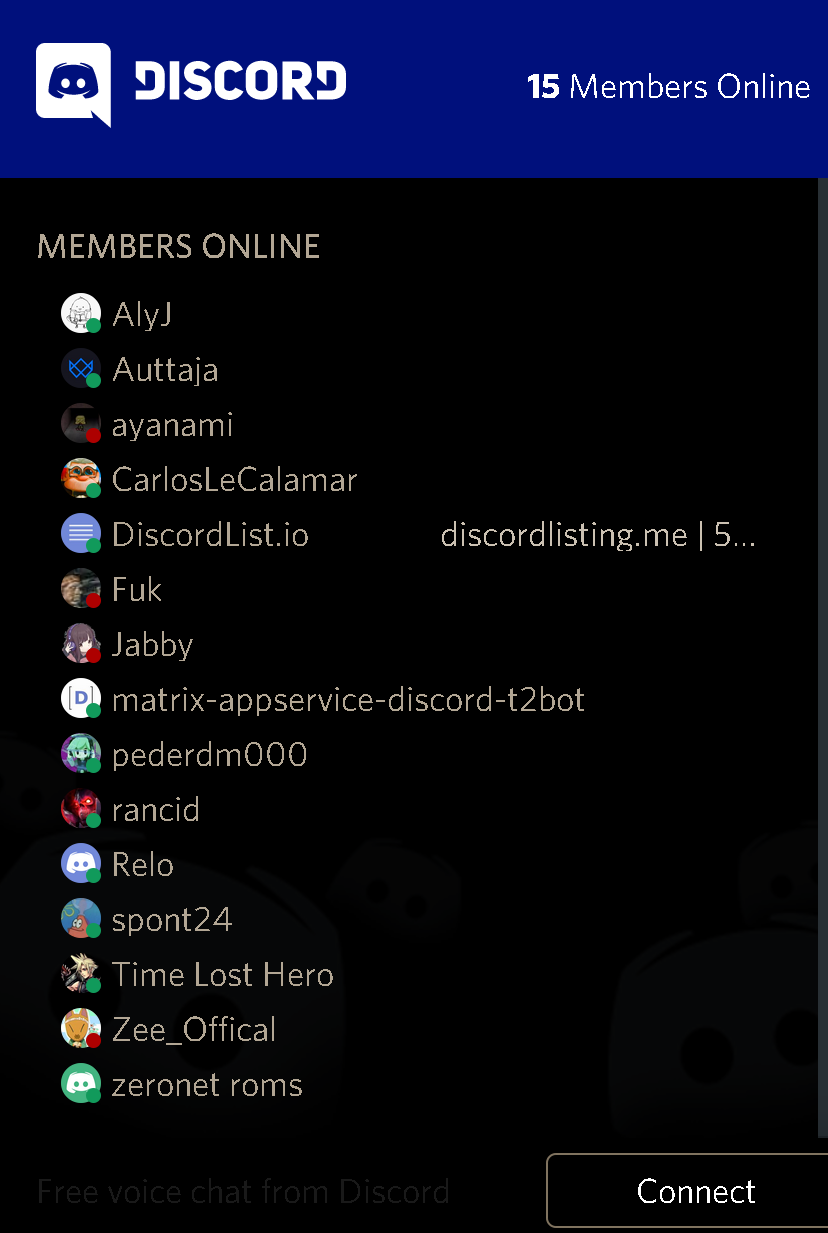 DISCORD
15 Members Online
MEMBERS ONLINE
AlyJ
Auttaja
ayanami
CarlosLeCalamar
DiscordList.io discordlisting.me | 5...
Fuk
Jabby
[D] matrix-appservice-discord-t2bot
pederdm000
rancid
Relo
spont24
Time Lost Hero
Zee_Offical
zeronet roms
Free voice chat from Discord
Connect